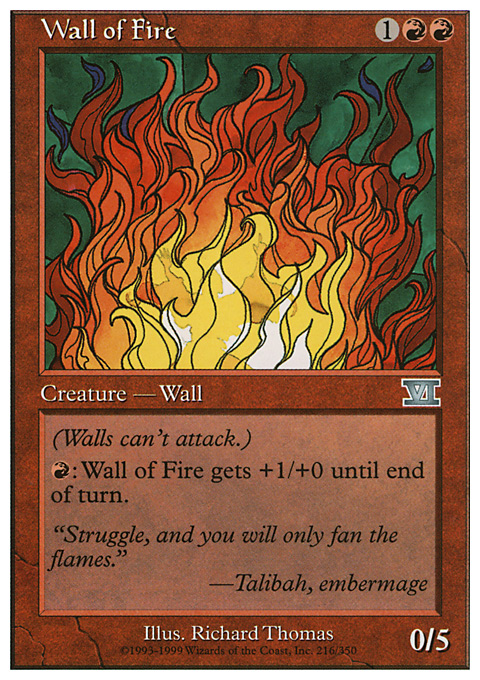 Wall of Fire 1
Creature — Wall VI
(Walls can't attack.)
: Wall of Fire gets +1/+0 until end
of turn.
“Struggle, and you will only fan the
flames.”
—Talibah, embermage
Illus. Richard Thomas
©1993-1999 Wizards of the Coast, Inc. 216/350
0/5